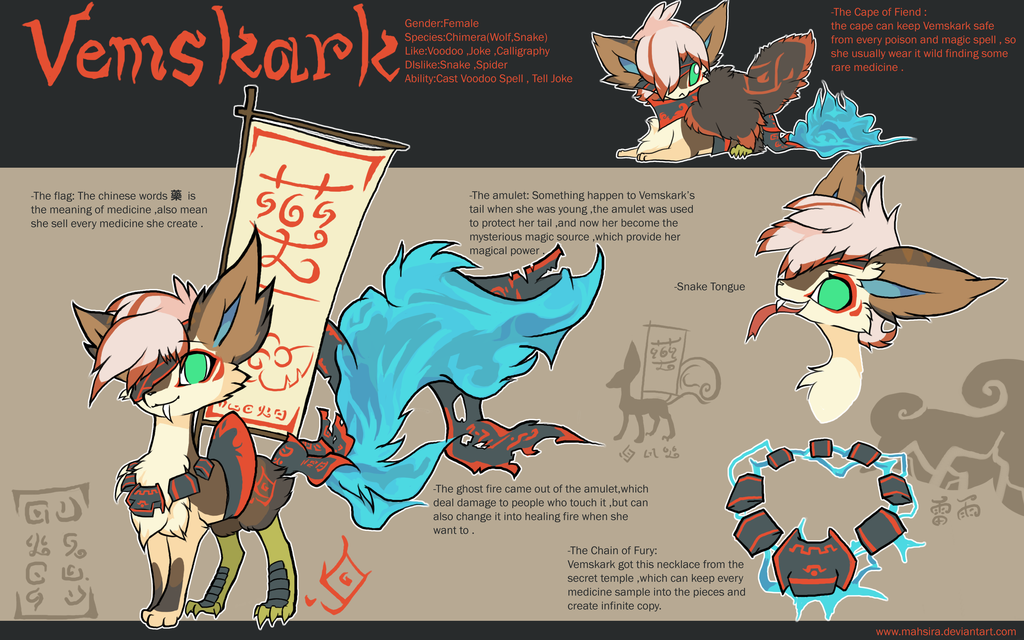 Vemskark
Gender:Female
Species:Chimera(Wolf,Snake)
Like:Voodoo ,Joke ,Calligraphy
DIslike:Snake ,Spider
Ability:Cast Voodoo Spell , Tell Joke
-The Cape of Fiend :
the cape can keep Vemskark safe
from every poison and magic spell , so
she usually wear it wild finding some
rare medicine .
-The flag: The chinese words 藥 is
the meaning of medicine ,also mean
she sell every medicine she create .
藥
-The amulet: Something happen to Vemskark's
tail when she was young ,the amulet was used
to protect her tail ,and now her become the
mysterious magic source ,which provide her
magical power .
-Snake Tongue
藥
-The ghost fire came out of the amulet,which
deal damage to people who touch it ,but can
also change it into healing fire when she
want to .
雷雨
-The Chain of Fury:
Vemskark got this necklace from the
secret temple ,which can keep every
medicine sample into the pieces and
create infinite copy.
www.mahsira.deviantart.com